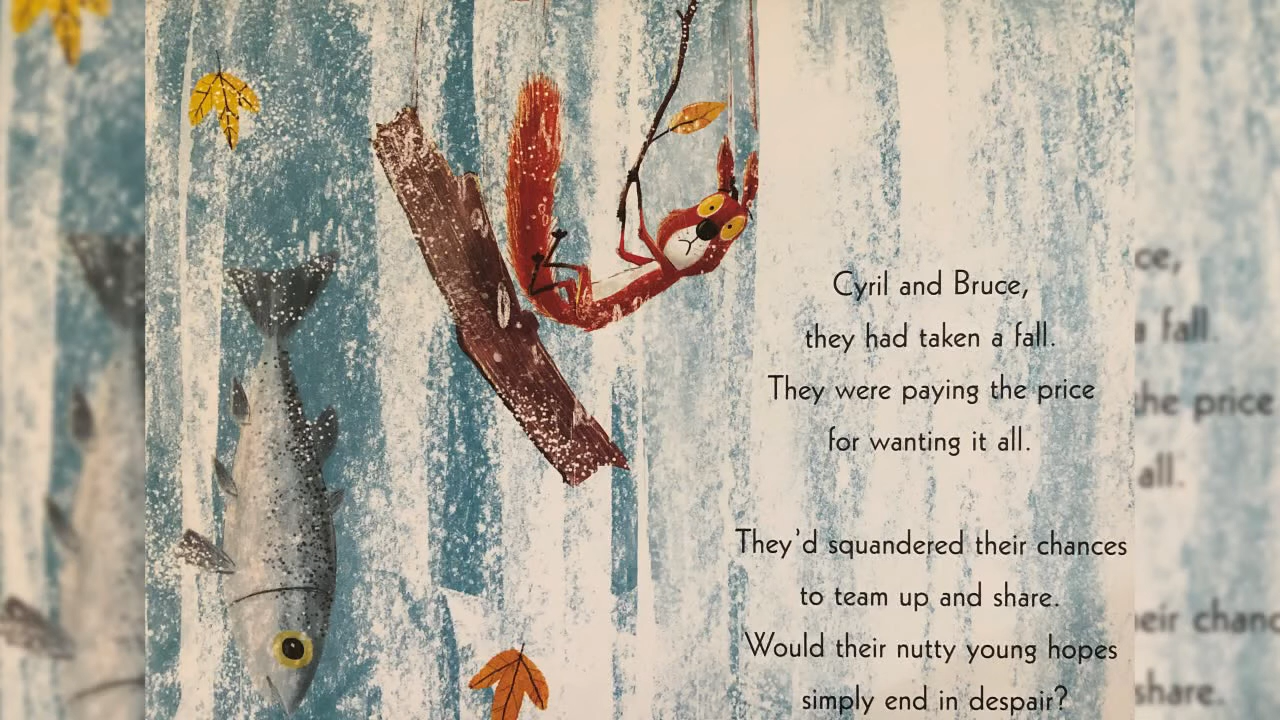 Cyril and Bruce,
they had taken a fall.
They were paying the price
for wanting it all.
They'd squandered their chances
to team up and share.
Would their nutty young hopes
simply end in despair?